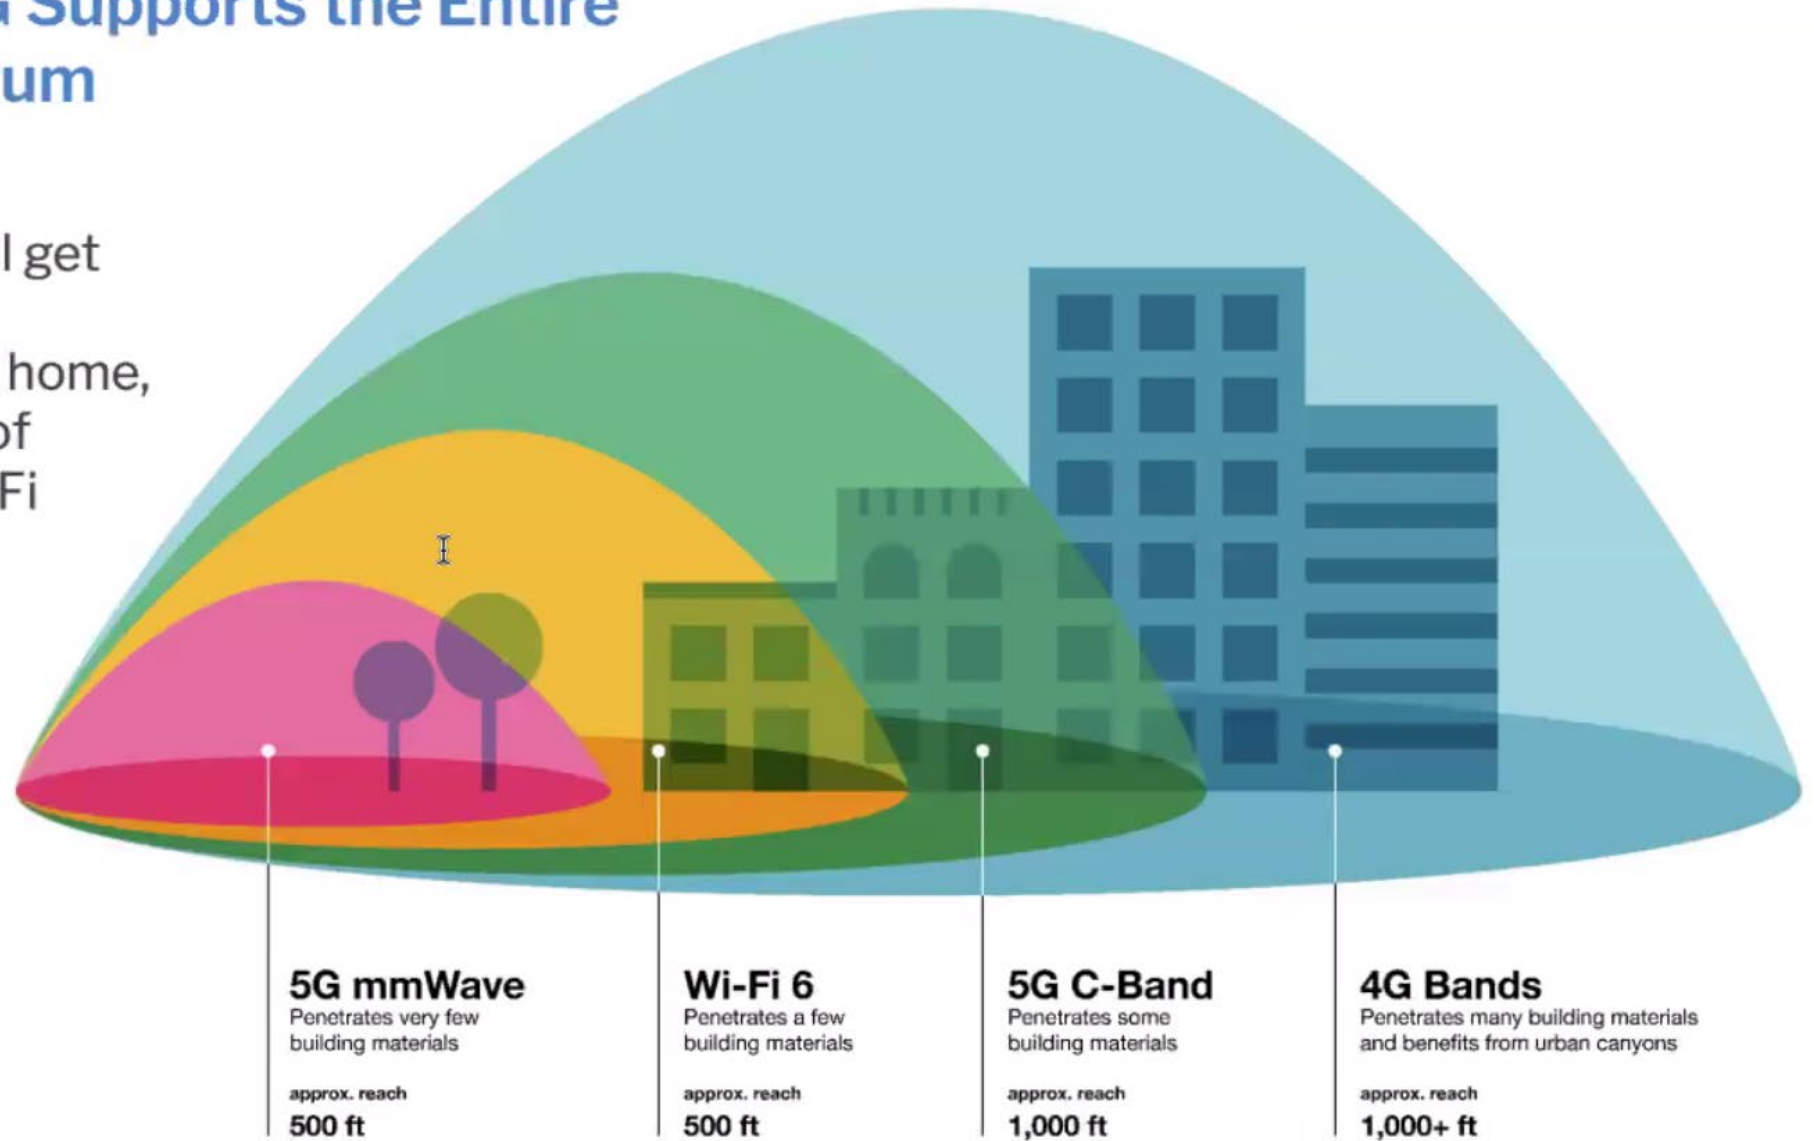 Supports the Entire
um
l get
home,
of
Fi
5G mmWave
Penetrates very few
building materials
approx. reach
500 ft
Wi-Fi 6
Penetrates a few
building materials
approx. reach
500 ft
5G C-Band
Penetrates some
building materials
approx. reach
1,000 ft
4G Bands
Penetrates many building materials
and benefits from urban canyons
approx. reach
1,000+ ft